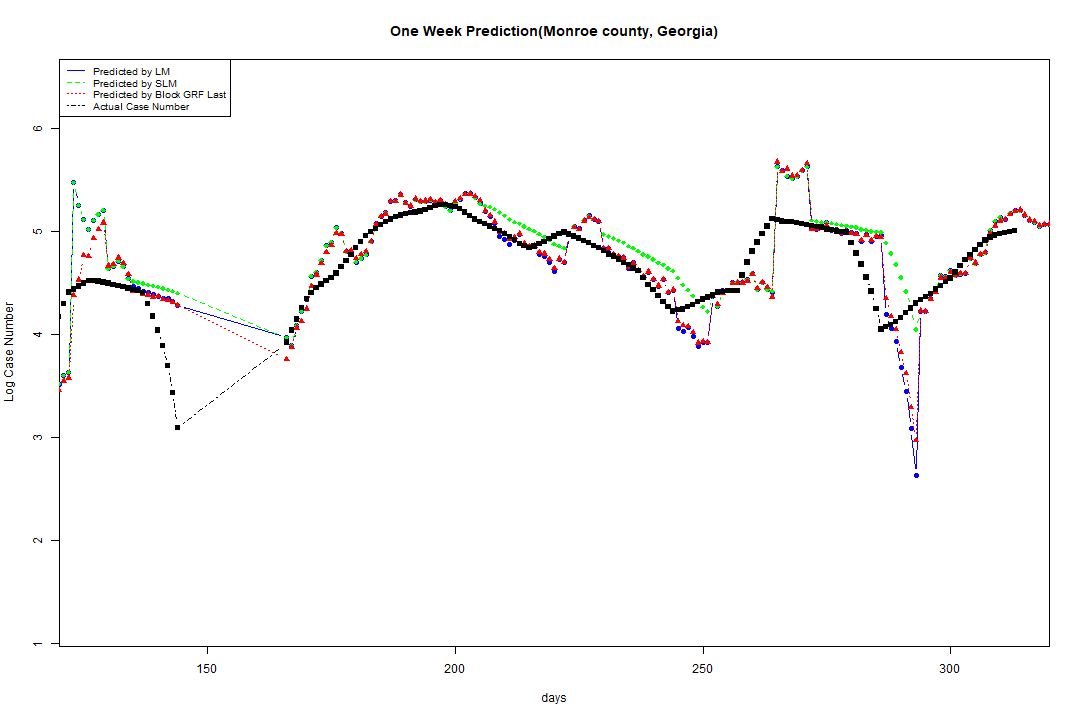 One Week Prediction(Monroe county, Georgia)
Predicted by LM
Predicted by SLM
Predicted by Block GRF Last
Actual Case Number
Log Case Number
6
5
4
3
2
1
150 200 250 300
days